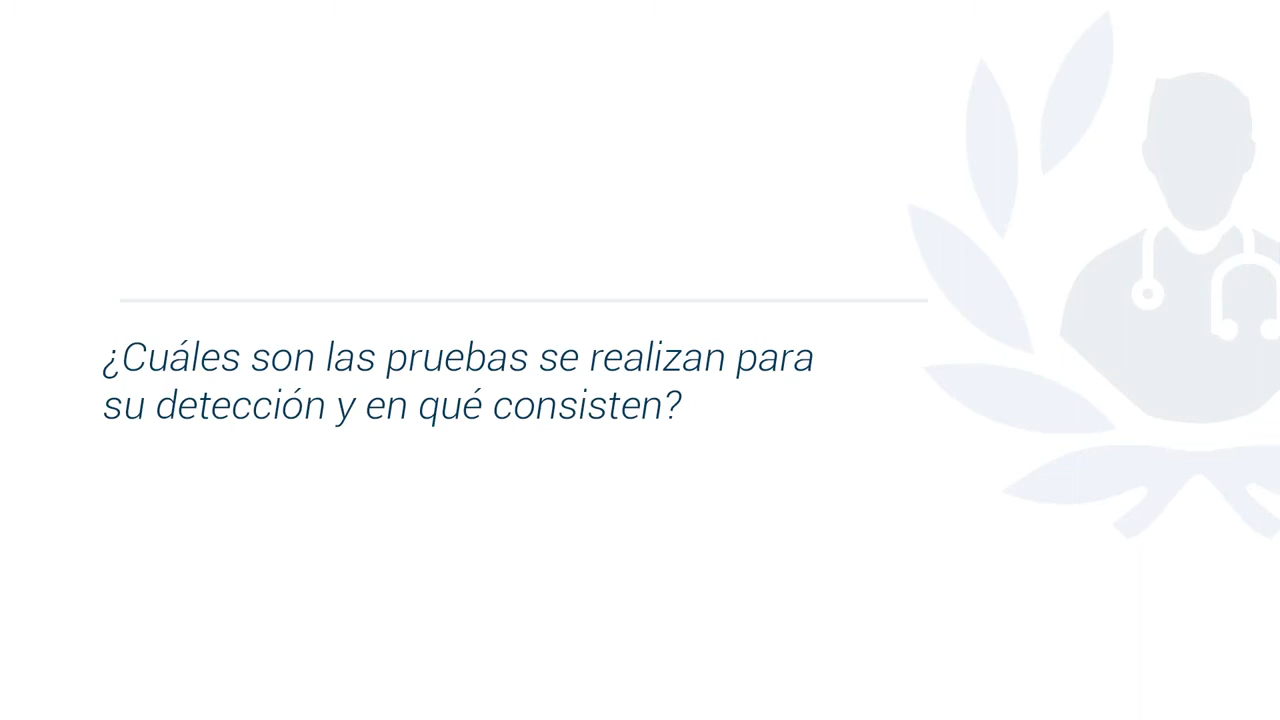 ¿Cuáles son las pruebas se realizan para
su detección y en qué consisten?